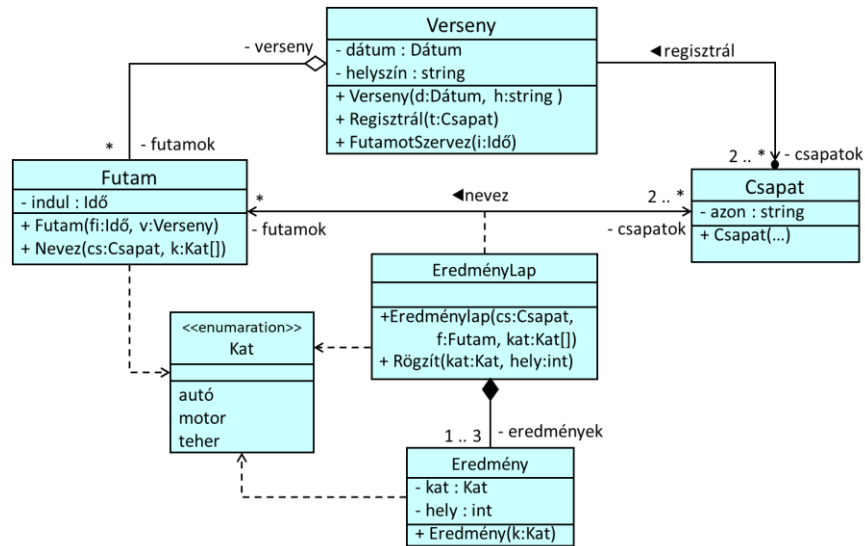 Verseny
- dátum : Dátum
- helyszín : string
+ Verseny(d:Dátum, h:string )
+ Regisztrál(t:Csapat)
+ FutamotSzervez(i:Idő)
- verseny
◄regisztrál
*
- futamok
2 .. *
- csapatok
Futam
- indul : Idő
+ Futam(fi:Idő, v:Verseny)
+ Nevez(cs:Csapat, k:Kat[])
*
- futamok
◄nevez
2 .. *
- csapatok
Csapat
- azon : string
+ Csapat(...)
EredményLap
+Eredménylap(cs:Csapat,
f:Futam, kat:Kat[])
+ Rögzít(kat:Kat, hely:int)
<<enumaration>>
Kat
autó
motor
teher
1 .. 3
- eredmények
Eredmény
- kat : Kat
- hely : int
+ Eredmény(k:Kat)